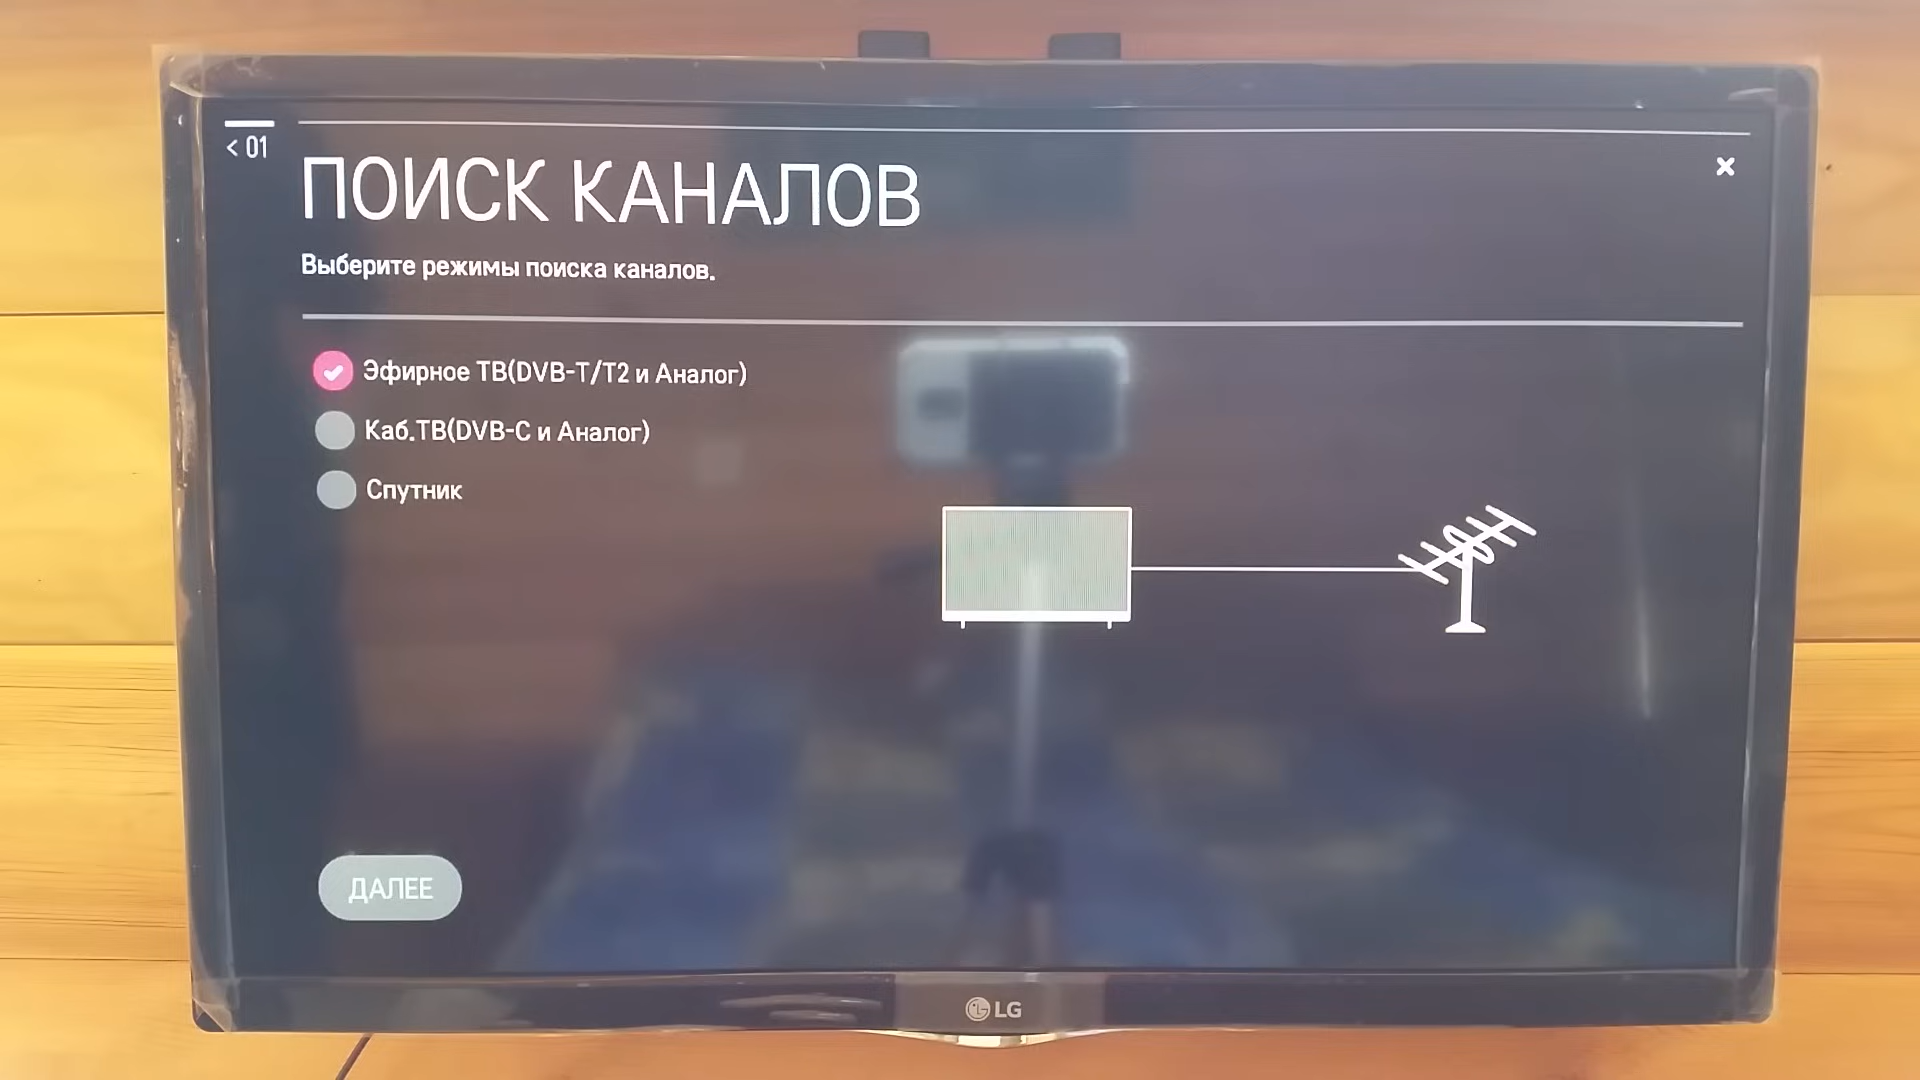 < 01
ПОИСК КАНАЛОВ
Выберите режимы поиска каналов.
Эфирное ТВ(DVB-T/T2 и Аналог)
Каб.ТВ(DVB-C и Аналог)
Спутник
ДАЛЕЕ
LG